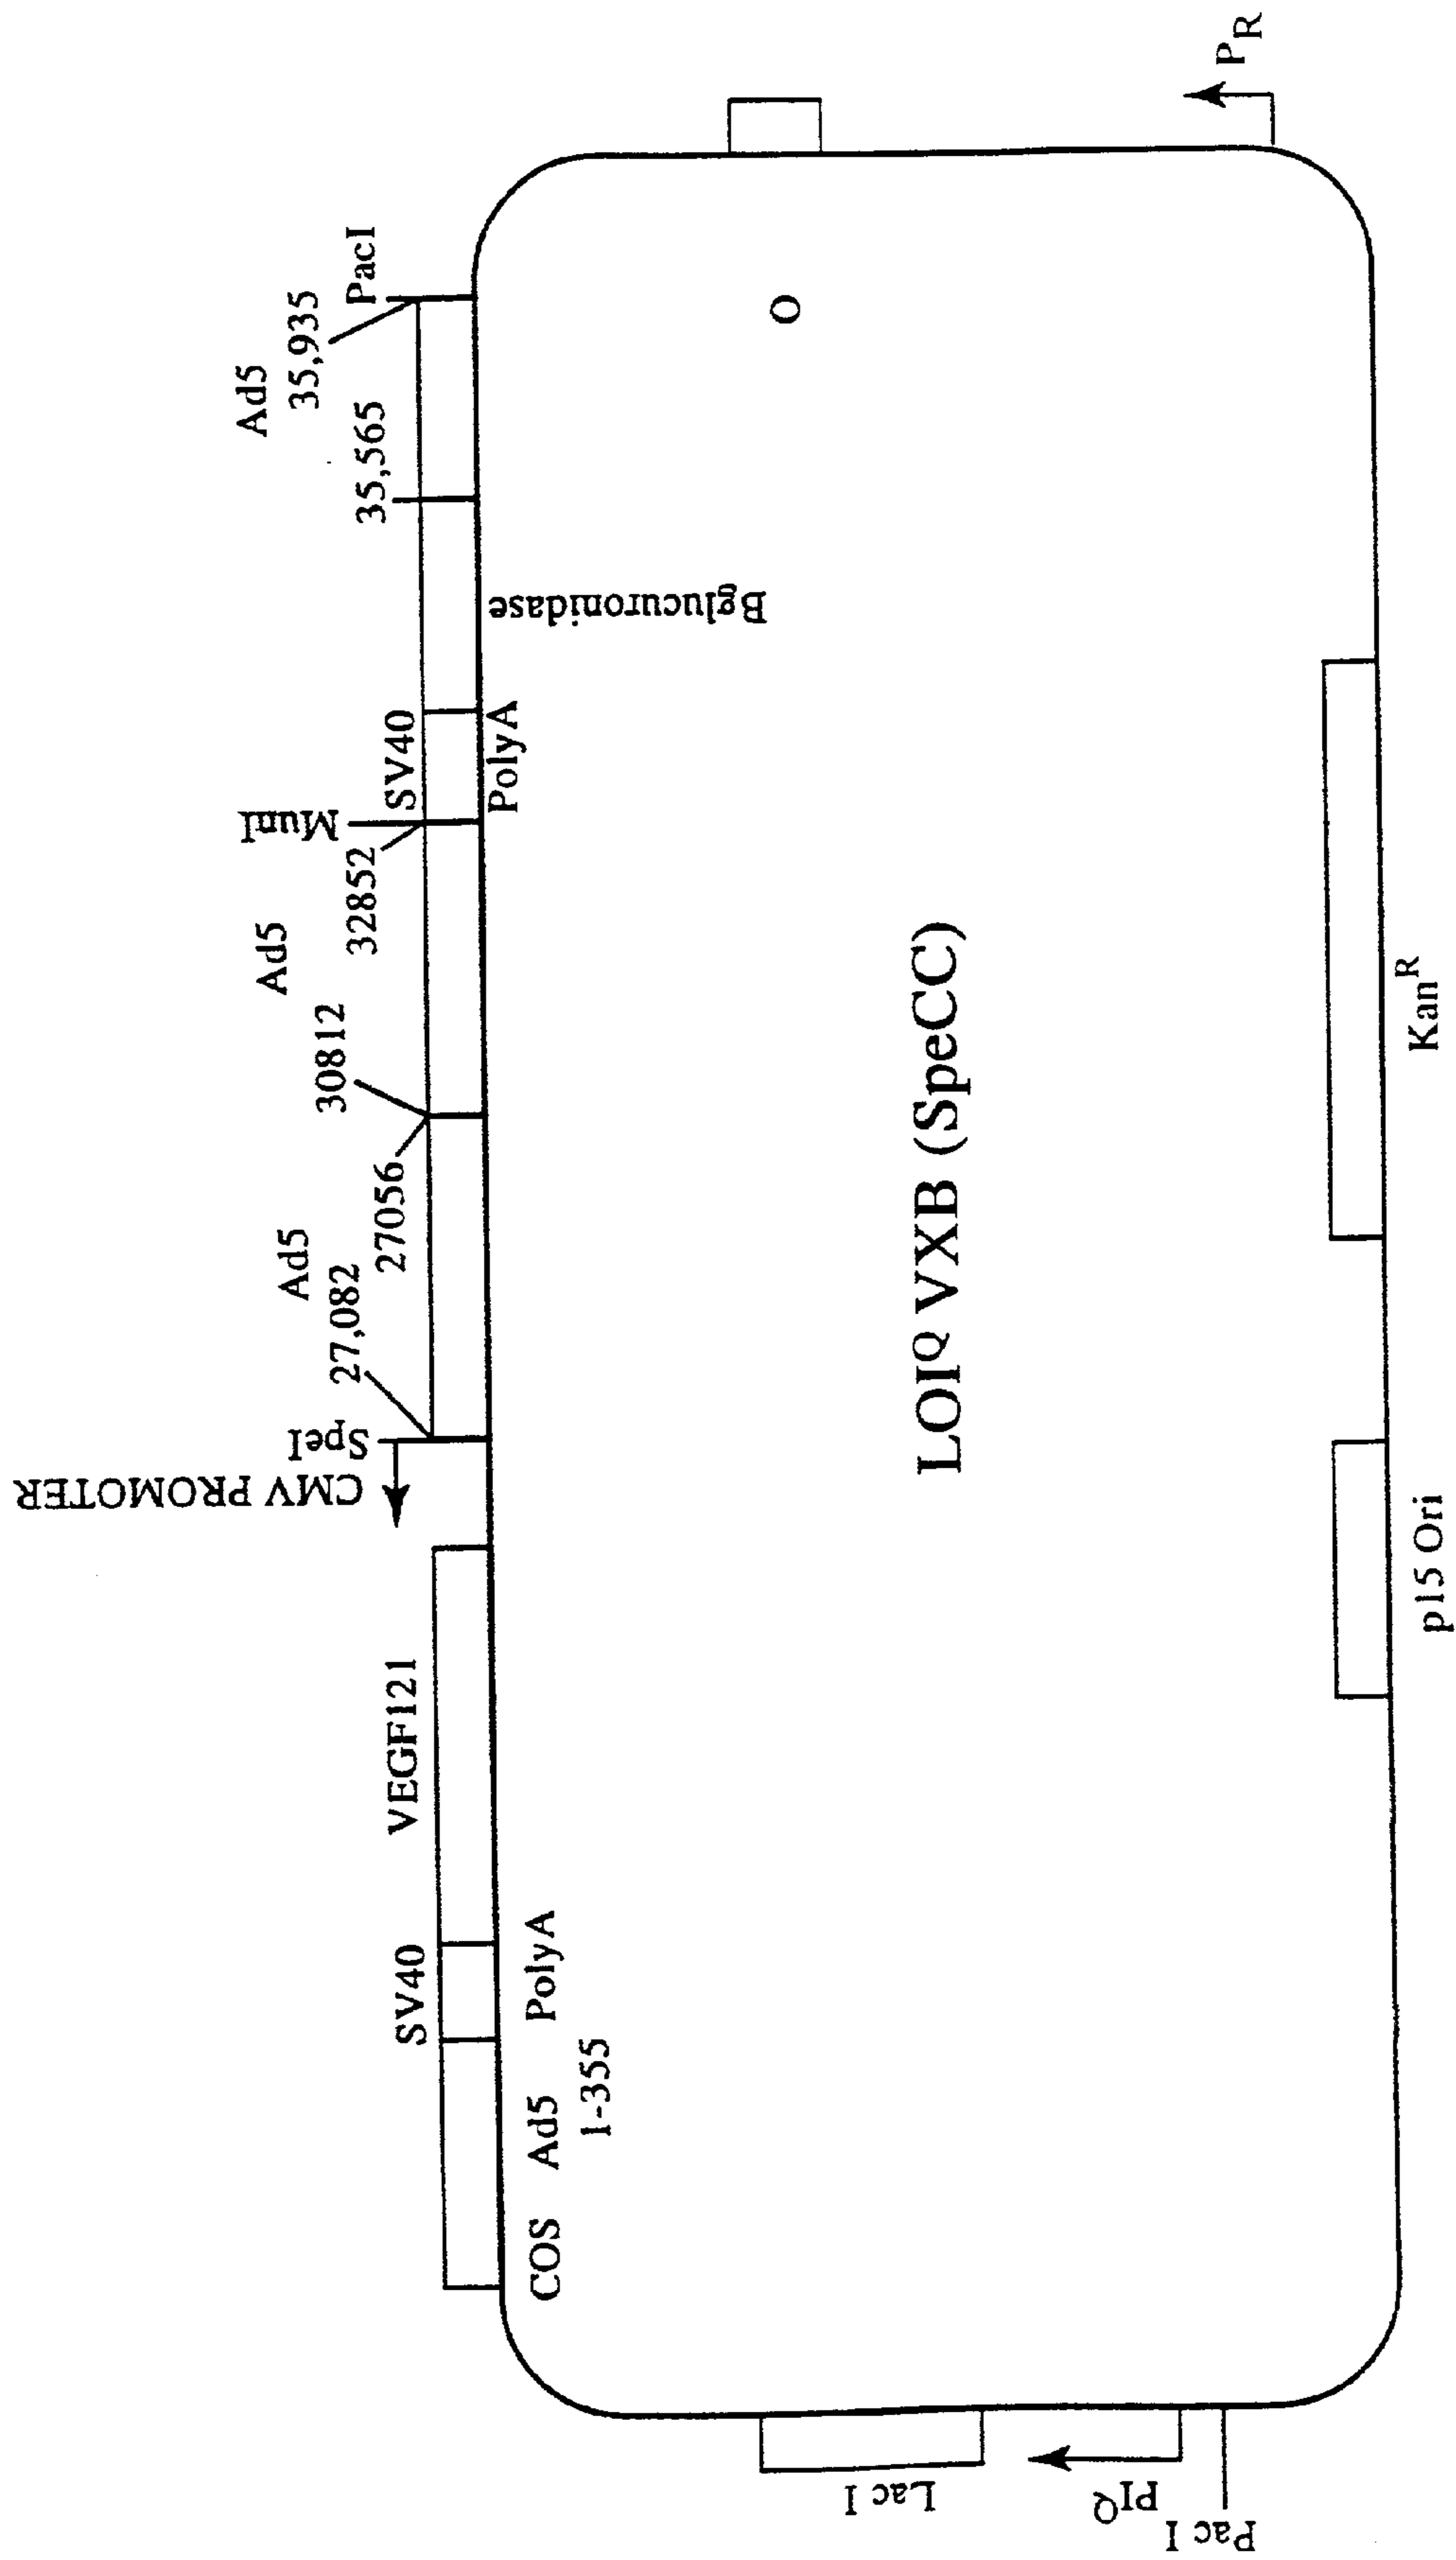 COS
Ad5
1-355
SV40
PolyA
VEGF121
CMV PROMOTER
SpeI
Ad5
27,082
27056
30812
Ad5
32852
MunI
SV40
PolyA
Bglucuronidase
35,565
Ad5
35,935
PacI
O
PR
LOIQ VXB (SpeCC)
Lac I
PIQ
Pac I
p15 Ori
KanR